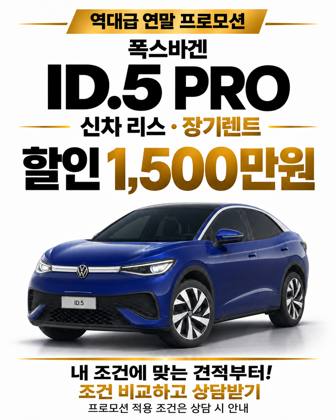 역대급 연말 프로모션
폭스바겐
ID.5 PRO
신차 리스 · 장기렌트
할인 1,500만원
ID.5
내 조건에 맞는 견적부터!
조건 비교하고 상담받기
프로모션 적용 조건은 상담 시 안내